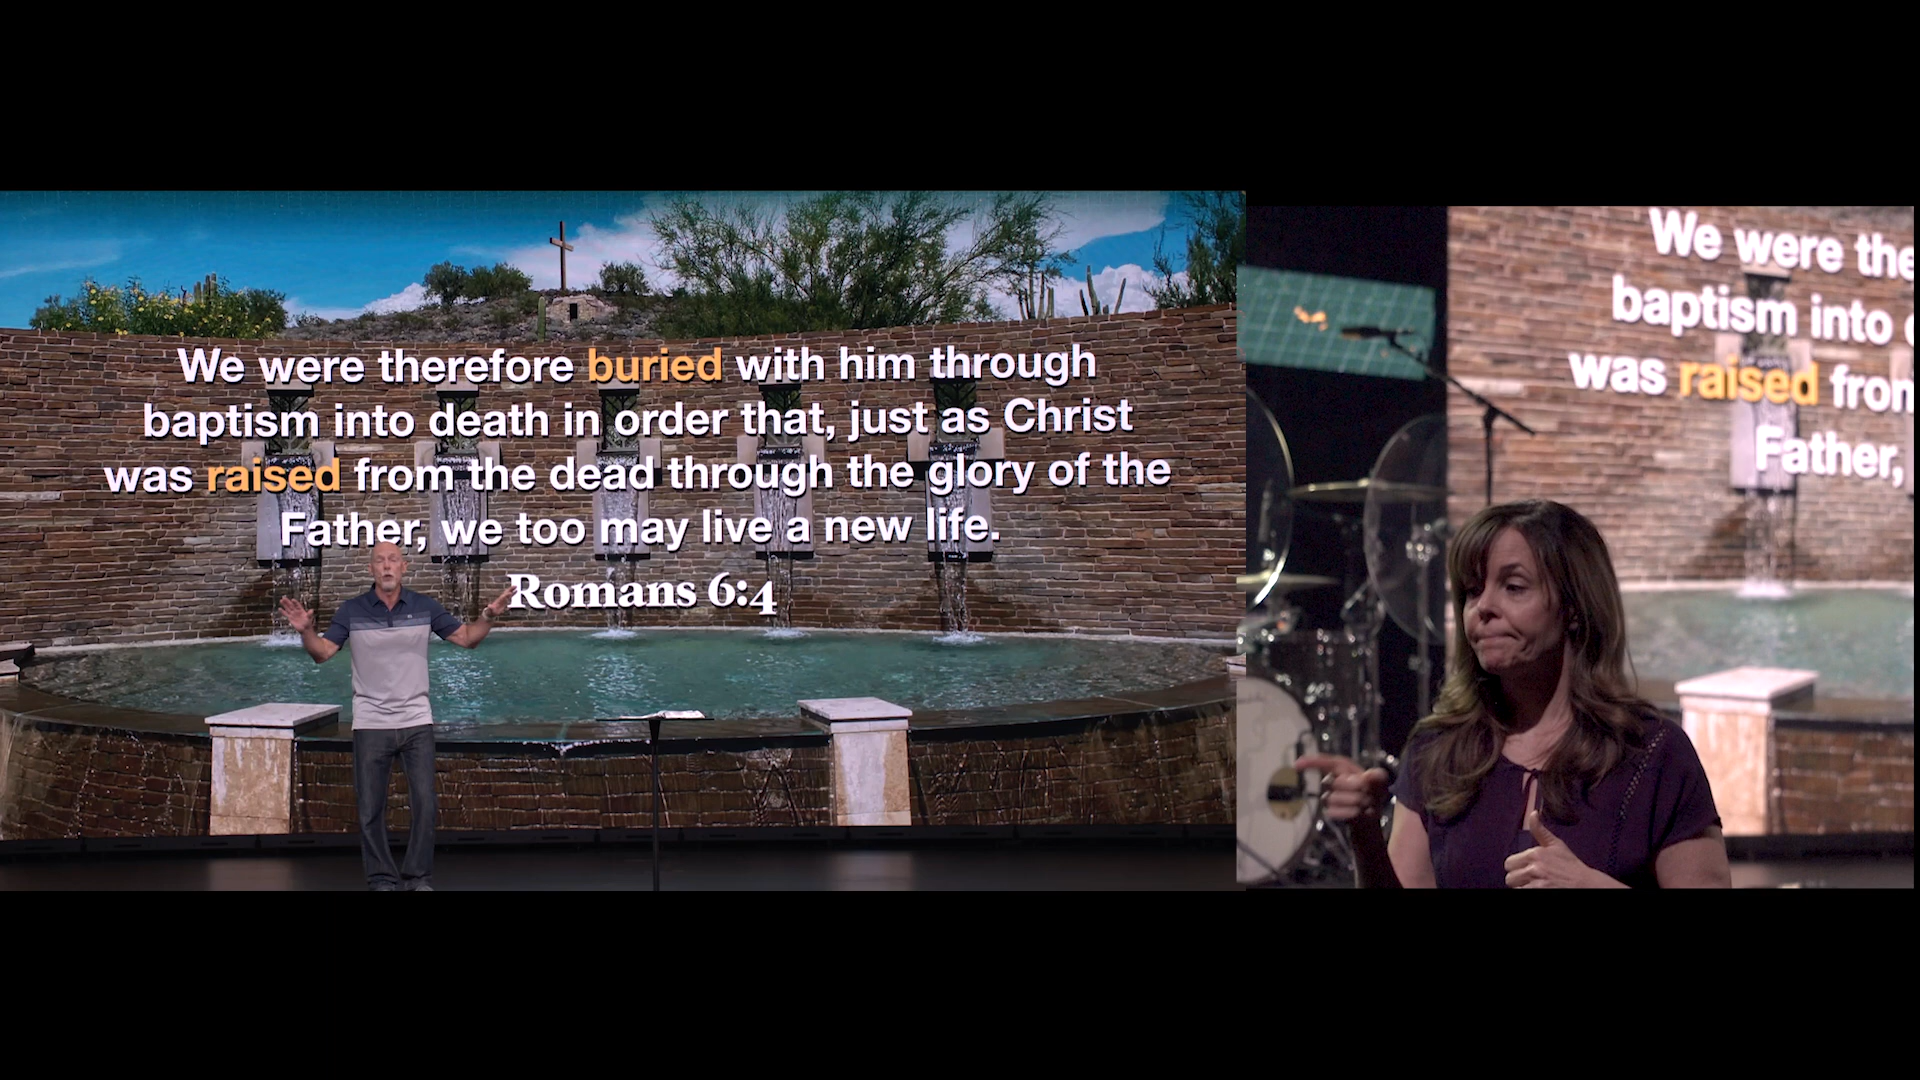 We were therefore buried with him through
baptism into death in order that, just as Christ
was raised from the dead through the glory of the
Father, we too may live a new life.
Romans 6:4
We were the
baptism into
was raised from
Father,